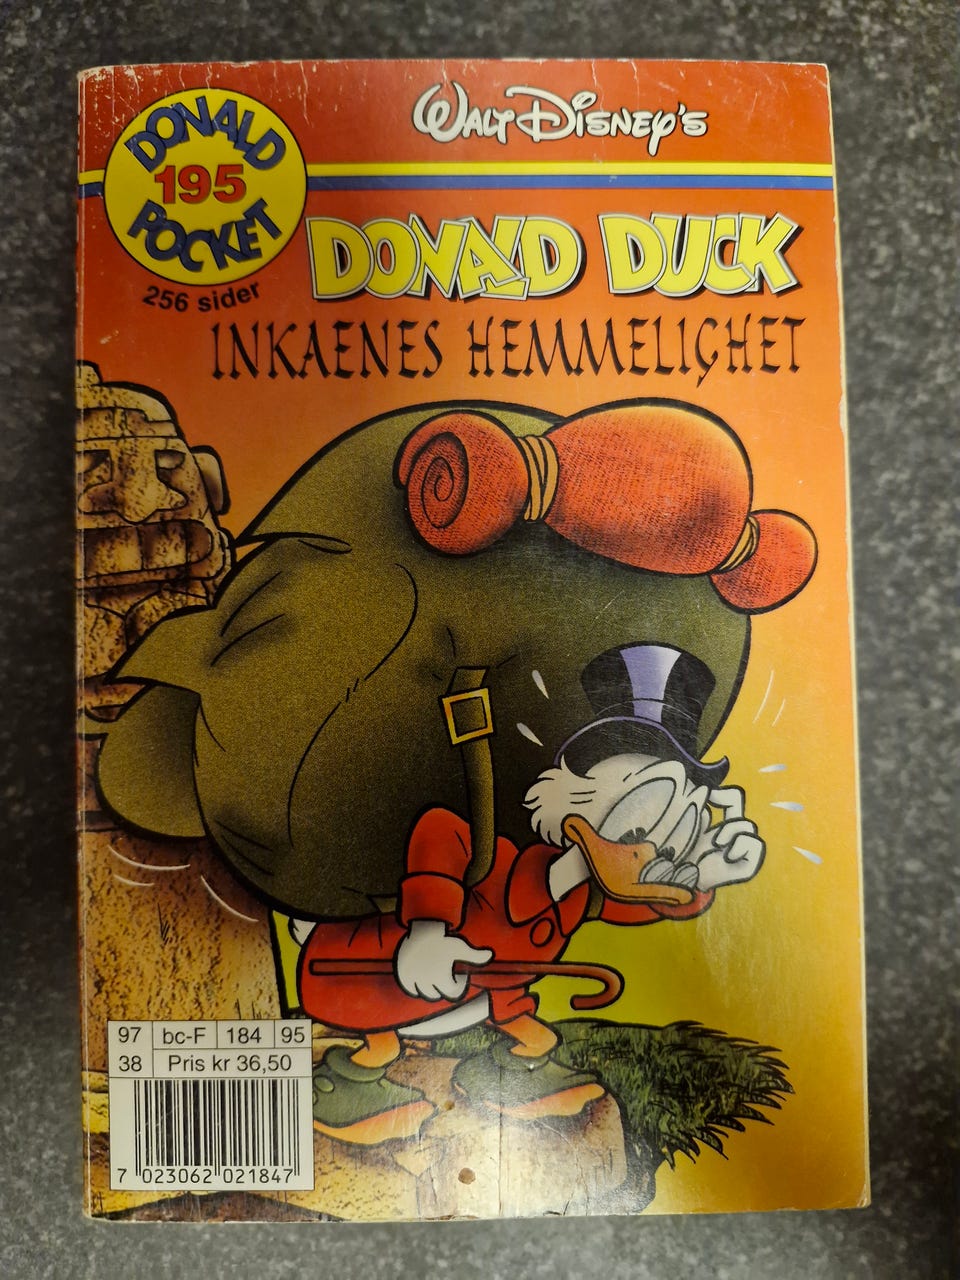 WALT DISNEY'S
DONALD
195
POCKET
256 sider
DONALD DUCK
INKAENES HEMMELIGHET
97 bc-F 184 95
38 Pris kr 36,50
7 023062 021847